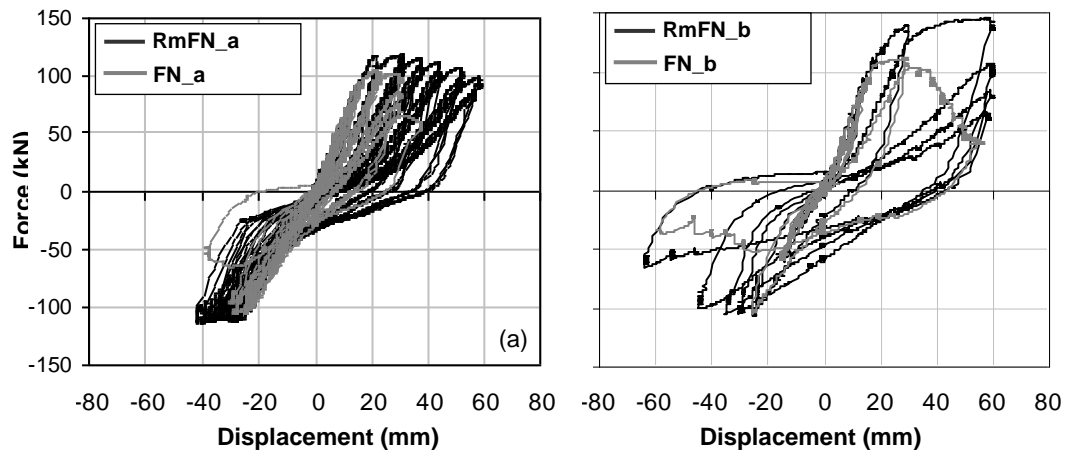 150
100
50
0
-50
-100
-150
Force (kN)
RmFN_a
FN_a
(a)
-80 -60 -40 -20 0 20 40 60 80
Displacement (mm)
RmFN_b
FN_b
-80 -60 -40 -20 0 20 40 60 80
Displacement (mm)